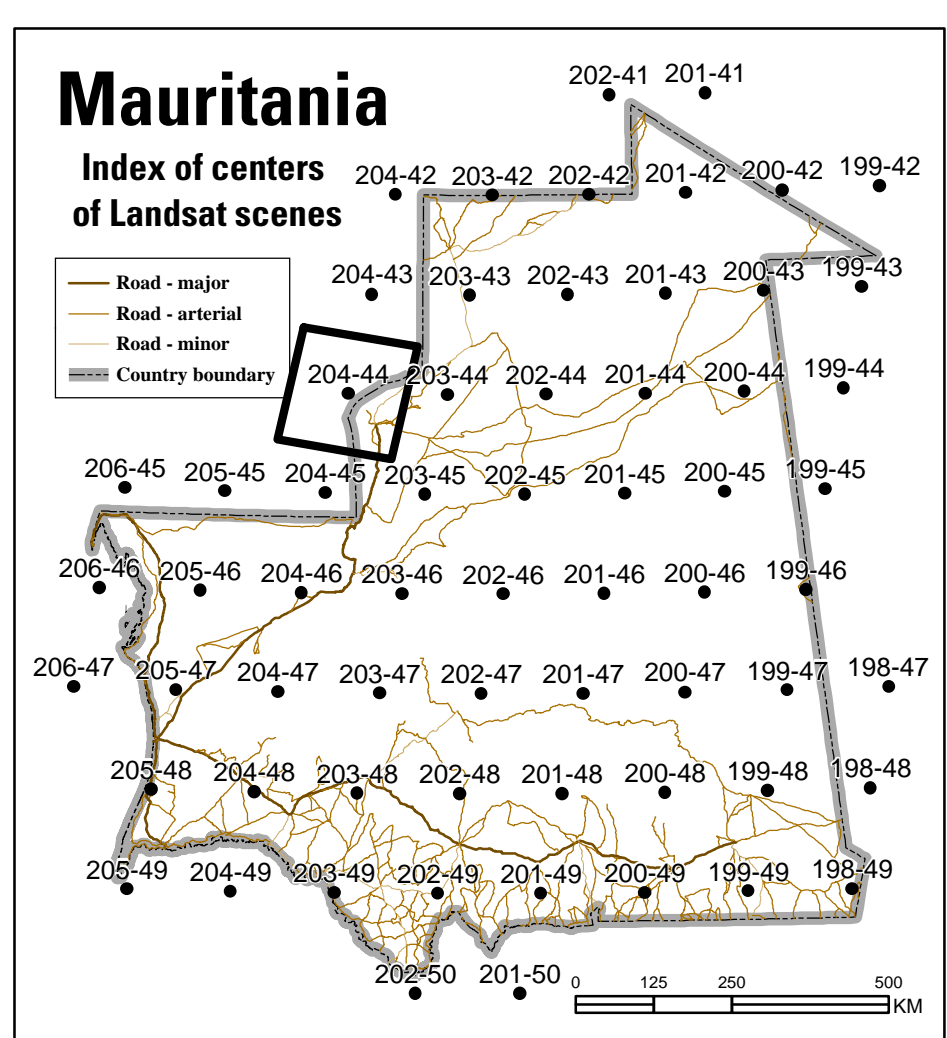 Mauritania
Index of centers
of Landsat scenes
Road - major
Road - arterial
Road - minor
Country boundary
202-41 201-41
204-42 203-42 202-42 201-42 200-42 199-42
204-43 203-43 202-43 201-43 200-43 199-43
204-44 203-44 202-44 201-44 200-44 199-44
206-45 205-45 204-45 203-45 202-45 201-45 200-45 199-45
206-46 205-46 204-46 203-46 202-46 201-46 200-46 199-46
206-47 205-47 204-47 203-47 202-47 201-47 200-47 199-47 198-47
205-48 204-48 203-48 202-48 201-48 200-48 199-48 198-48
205-49 204-49 203-49 202-49 201-49 200-49 199-49 198-49
202-50 201-50
0 125 250 500
KM